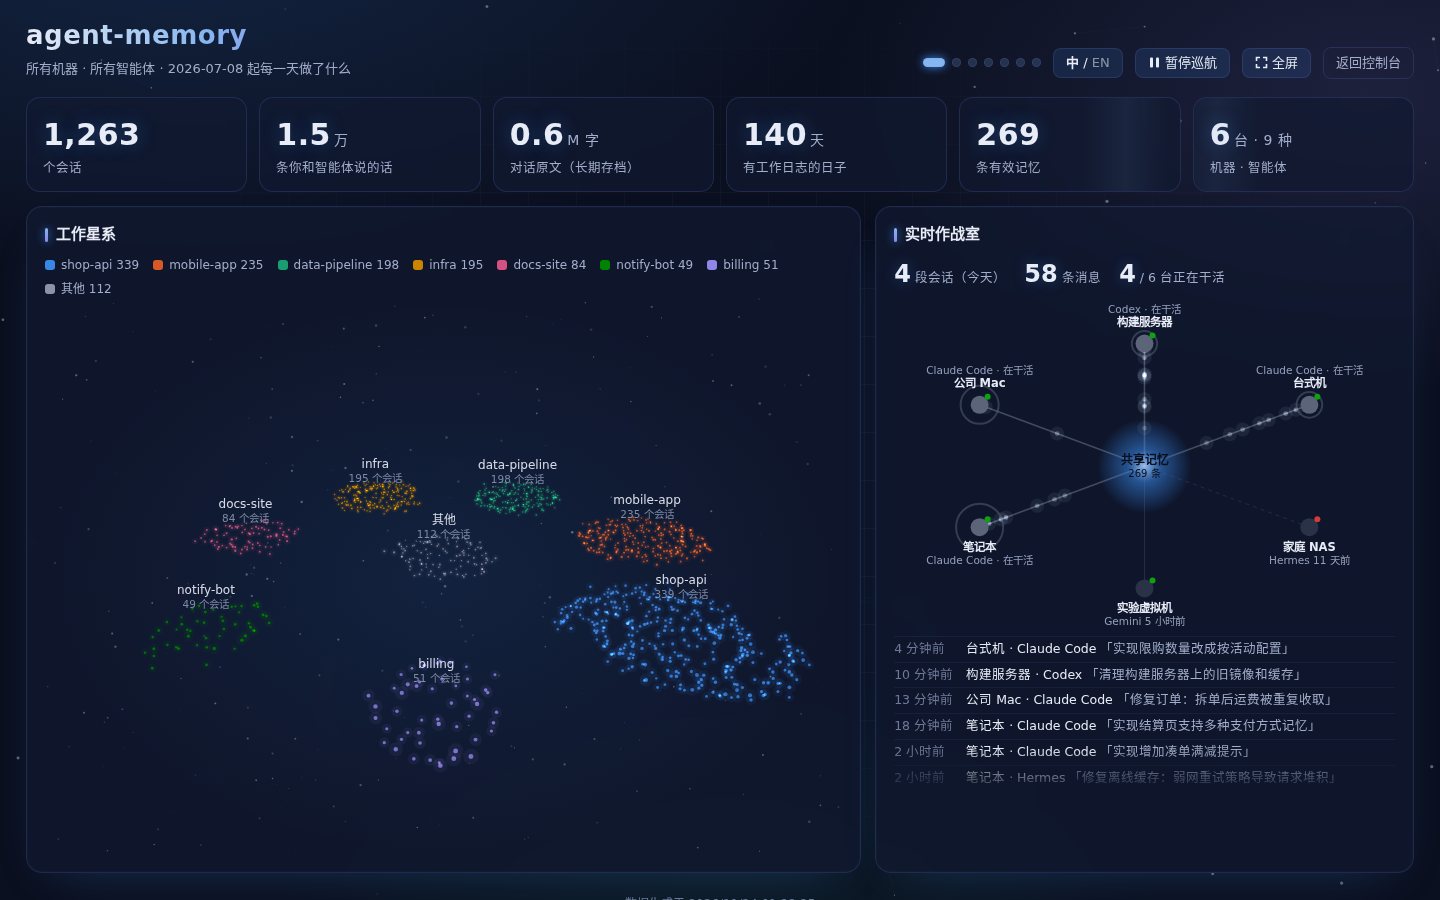 agent-memory
所有机器 · 所有智能体 · 2026-07-08 起每一天做了什么
中 / EN
暂停巡航
全屏
返回控制台
1,263
个会话
1.5 万
条你和智能体说的话
0.6 M 字
对话原文（长期存档）
140 天
有工作日志的日子
269
条有效记忆
6 台 · 9 种
机器 · 智能体
工作星系
shop-api 339 mobile-app 235 data-pipeline 198 infra 195 docs-site 84 notify-bot 49 billing 51
其他 112
infra
195 个会话
data-pipeline
198 个会话
docs-site
84 个会话
mobile-app
235 个会话
其他
112 个会话
shop-api
339 个会话
notify-bot
49 个会话
billing
51 个会话
实时作战室
4 段会话（今天） 58 条消息 4 / 6 台正在干活
Codex · 在干活
构建服务器
Claude Code · 在干活
公司 Mac
Claude Code · 在干活
台式机
共享记忆
269 条
笔记本
Claude Code · 在干活
家庭 NAS
Hermes 11 天前
实验虚拟机
Gemini 5 小时前
4 分钟前 台式机 · Claude Code 「实现限购数量改成按活动配置」
10 分钟前 构建服务器 · Codex 「清理构建服务器上的旧镜像和缓存」
13 分钟前 公司 Mac · Claude Code 「修复订单：拆单后运费被重复收取」
18 分钟前 笔记本 · Claude Code 「实现结算页支持多种支付方式记忆」
2 小时前 笔记本 · Claude Code 「实现增加凑单满减提示」
2 小时前 笔记本 · Hermes 「修复离线缓存：弱网重试策略导致请求堆积」